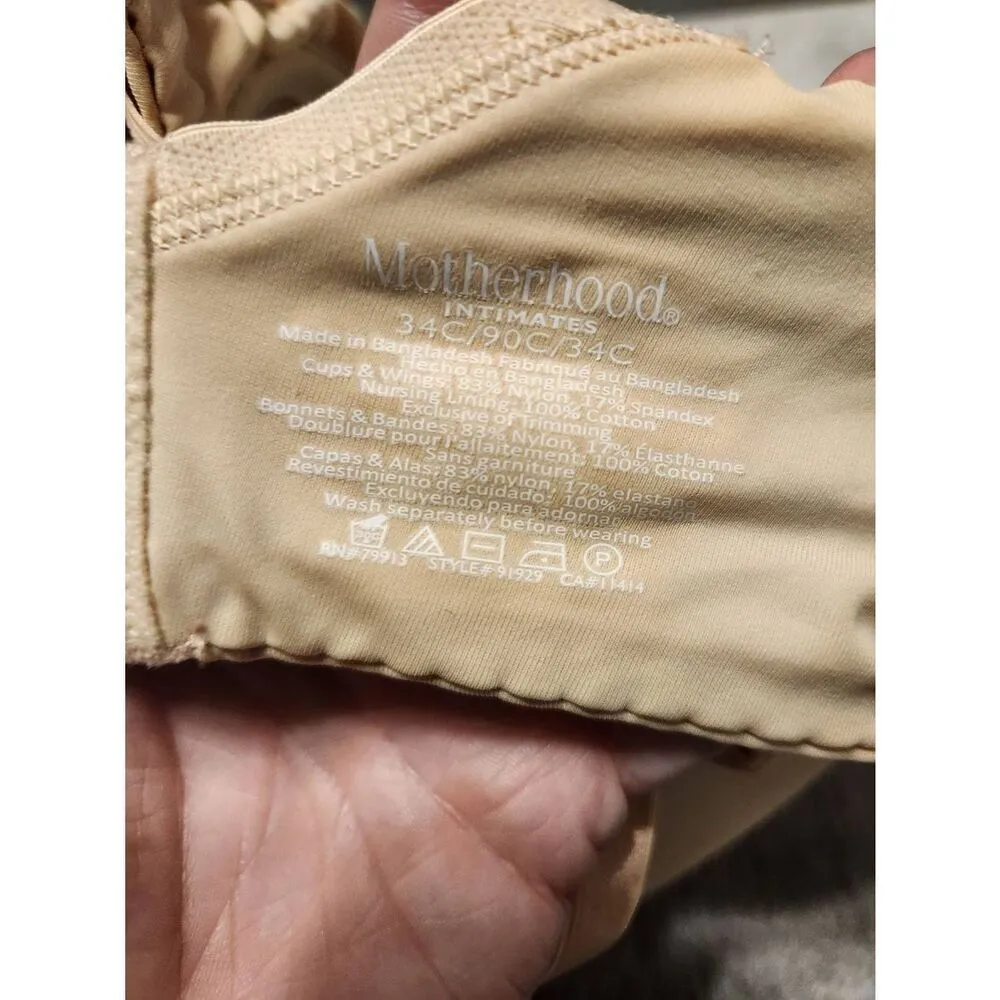 Motherhood®
INTIMATES
34C/90C/34C
Made in Bangladesh Fabriqué au Bangladesh
Hecho en Bangladesh
Cups & Wings: 83% Nylon, 17% Spandex
Nursing Lining: 100% Cotton
Exclusive of Trimming
Bonnets & Bandes: 83% Nylon, 17% Élasthanne
Doublure pour l'allaitement: 100% Coton
Sans garniture
Capas & Alas: 83% nylon, 17% elastano
Revestimiento de cuidado: 100% algodón
Excluyendo para adornar
Wash separately before wearing
P
RN# 79913 STYLE# 91929 CA#11414